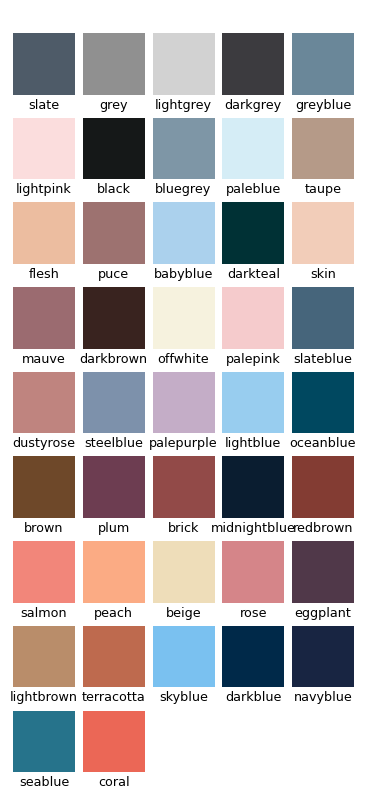 slate grey lightgrey darkgrey greyblue
lightpink black bluegrey paleblue taupe
flesh puce babyblue darkteal skin
mauve darkbrown offwhite palepink slateblue
dustyrose steelblue palepurple lightblue oceanblue
brown plum brick midnightblue redbrown
salmon peach beige rose eggplant
lightbrown terracotta skyblue darkblue navyblue
seablue coral